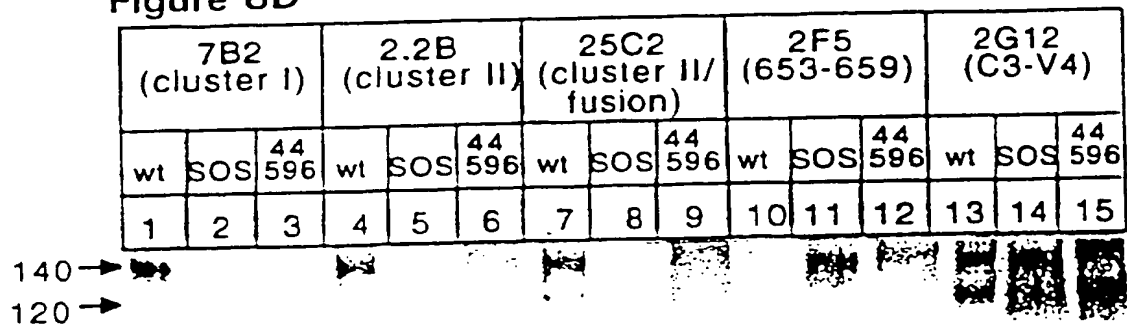 Figure 8D
7B2 2.2B 25C2 2F5 2G12
(cluster I) (cluster II) (cluster II/ (653-659) (C3-V4)
fusion)
44 44 44 44 44
wt SOS 596 wt SOS 596 wt SOS 596 wt SOS 596 wt SOS 596
1 2 3 4 5 6 7 8 9 10 11 12 13 14 15
140
120